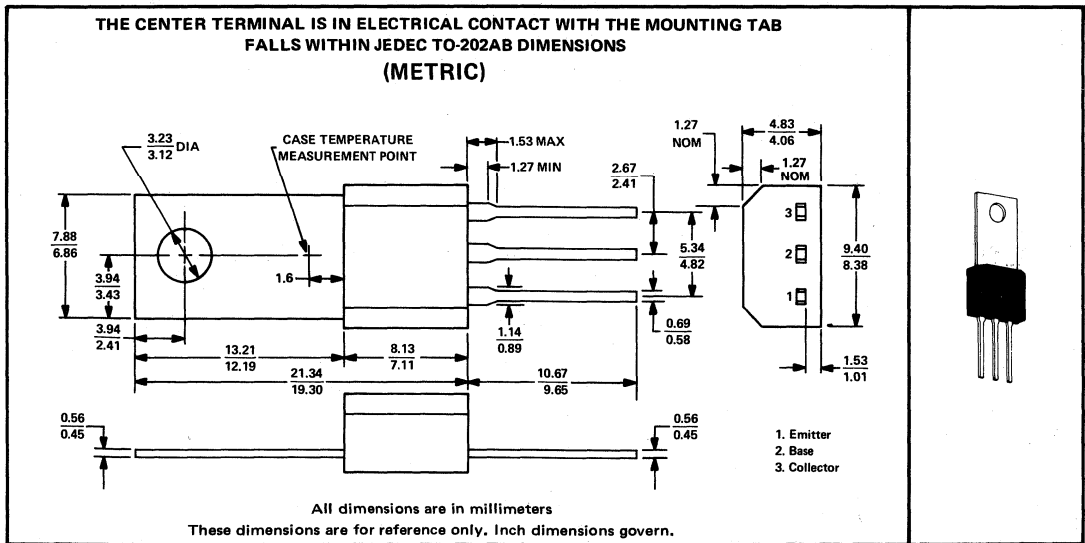 THE CENTER TERMINAL IS IN ELECTRICAL CONTACT WITH THE MOUNTING TAB
FALLS WITHIN JEDEC TO-202AB DIMENSIONS
(METRIC)
3.23
3.12 DIA
CASE TEMPERATURE
MEASUREMENT POINT
1.53 MAX
1.27 MIN
2.67
2.41
1.27
NOM
4.83
4.06
1.27
NOM
7.88
6.86
3.94
3.43
1.6
5.34
4.82
3
2
1
9.40
8.38
3.94
2.41
1.14
0.89
0.69
0.58
13.21
12.19
8.13
7.11
1.53
1.01
21.34
19.30
10.67
9.65
0.56
0.45
0.56
0.45
1. Emitter
2. Base
3. Collector
All dimensions are in millimeters
These dimensions are for reference only. Inch dimensions govern.